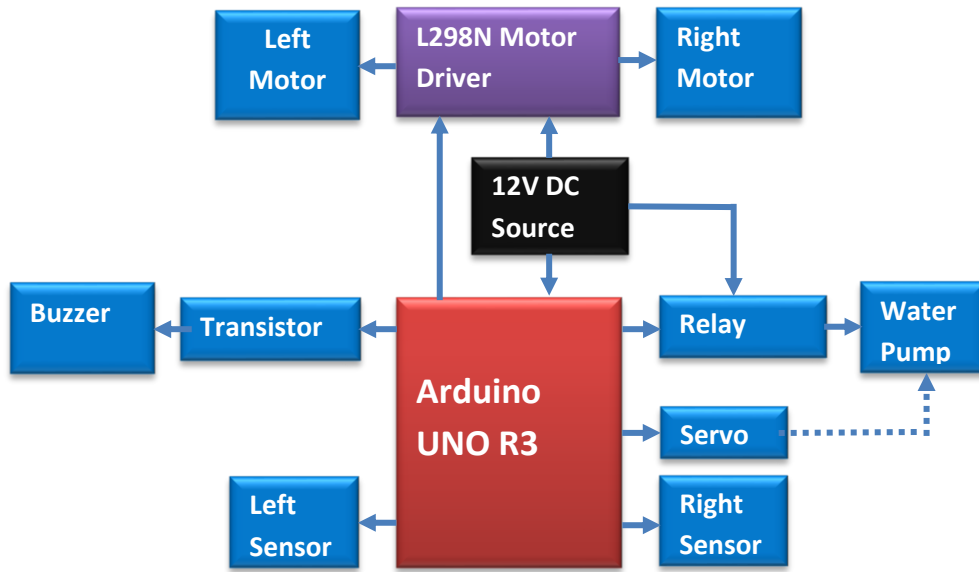 Left
Motor
L298N Motor
Driver
Right
Motor
12V DC
Source
Buzzer
Transistor
Relay
Water
Pump
Arduino
UNO R3
Servo
Left
Sensor
Right
Sensor